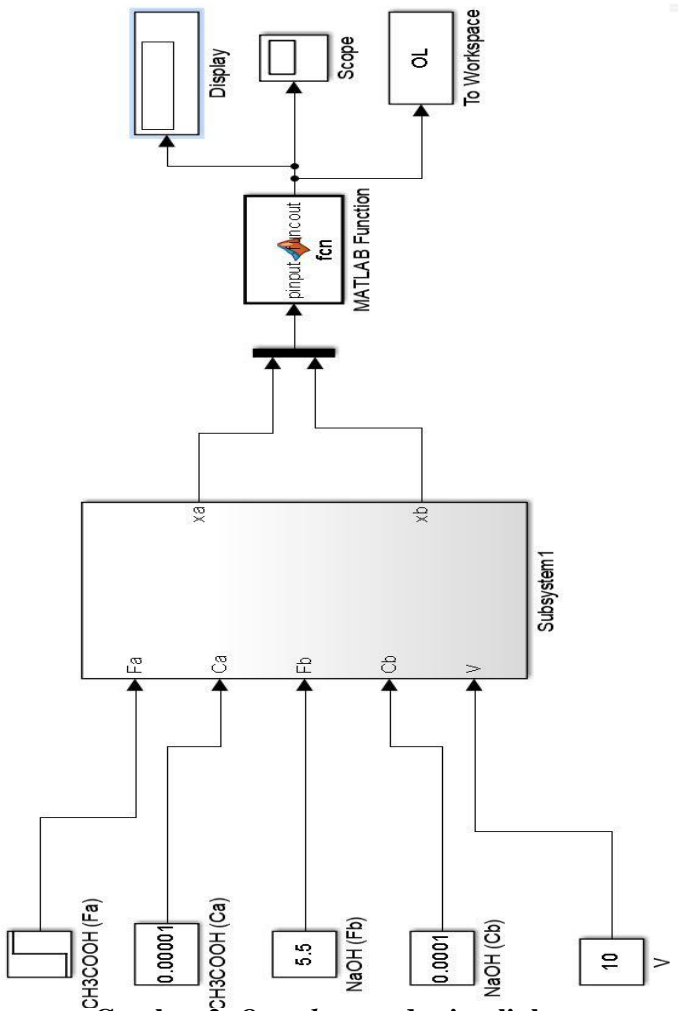 CH3COOH (Fa)
0.00001
CH3COOH (Ca)
5.5
NaOH (Fb)
0.0001
NaOH (Cb)
10
V
Fa
Ca
Fb
Cb
V
xa
xb
Subsystem1
pinput
funcout
fcn
MATLAB Function
Display
Scope
OL
To Workspace